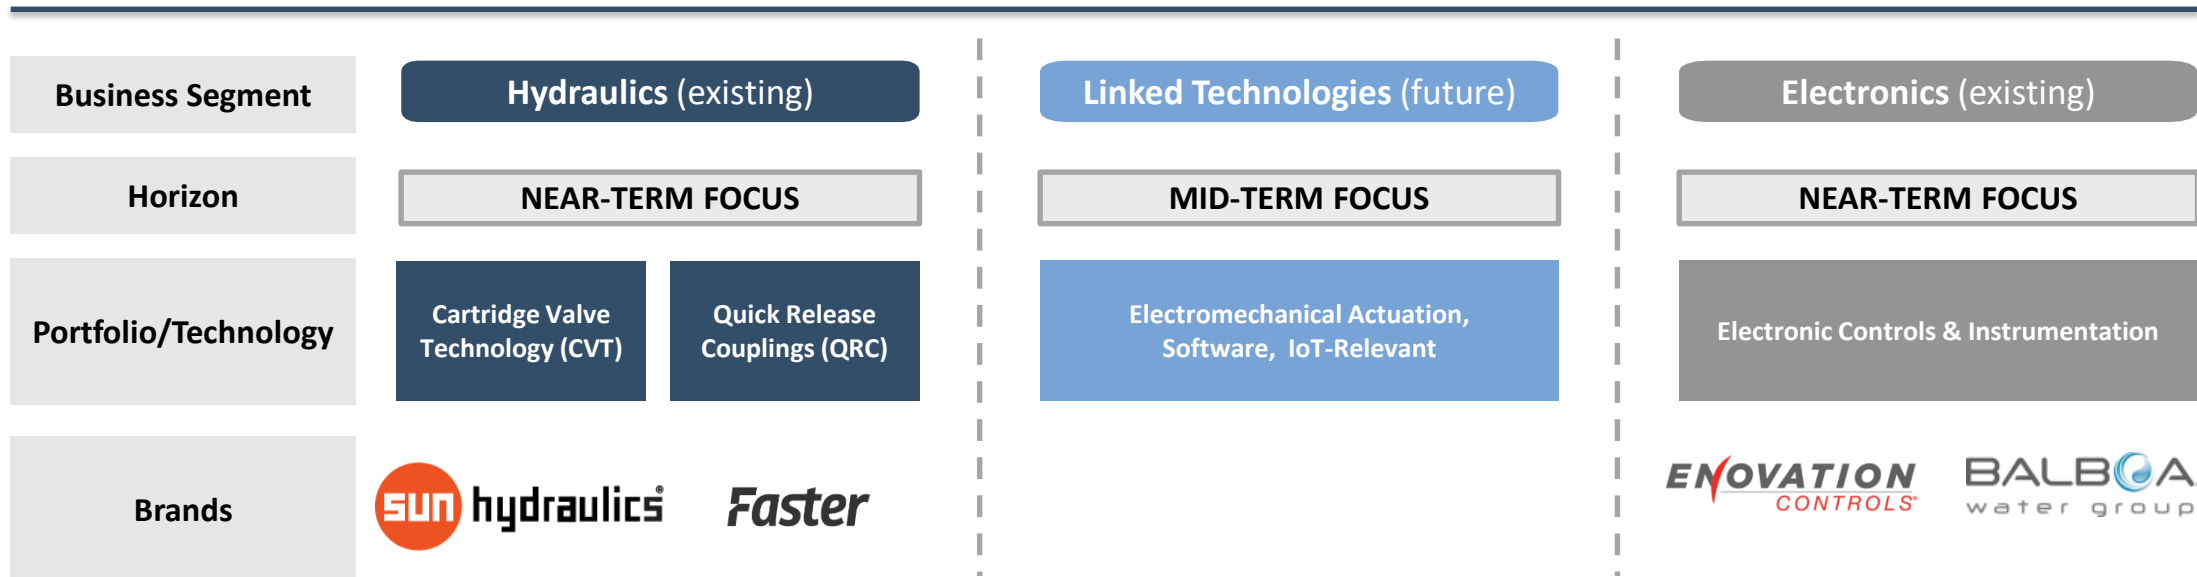 Business Segment
Hydraulics (existing)
Linked Technologies (future)
Electronics (existing)
Horizon
NEAR-TERM FOCUS
MID-TERM FOCUS
NEAR-TERM FOCUS
Portfolio/Technology
Cartridge Valve
Technology (CVT)
Quick Release
Couplings (QRC)
Electromechanical Actuation,
Software, IoT-Relevant
Electronic Controls & Instrumentation
Brands
sun hydraulics®
Faster
ENOVATION
CONTROLS®
BALBOA
water group